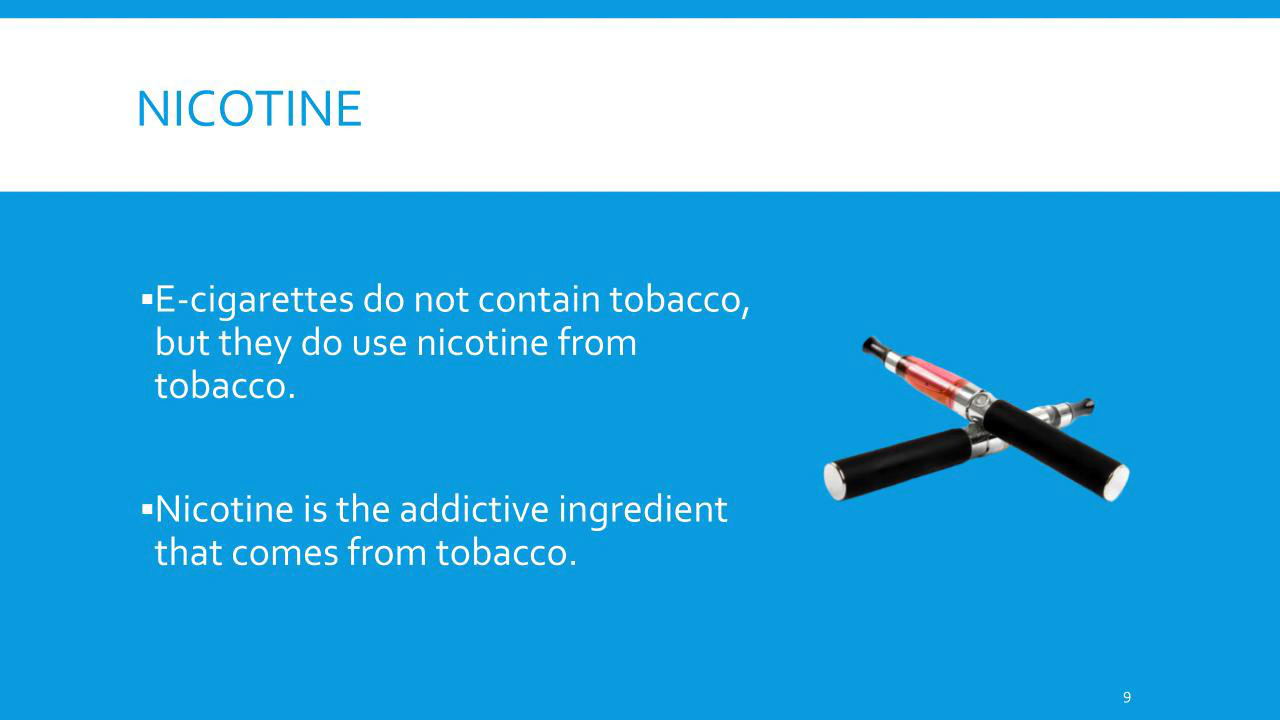 NICOTINE
▪E-cigarettes do not contain tobacco,
but they do use nicotine from
tobacco.
▪Nicotine is the addictive ingredient
that comes from tobacco.
9